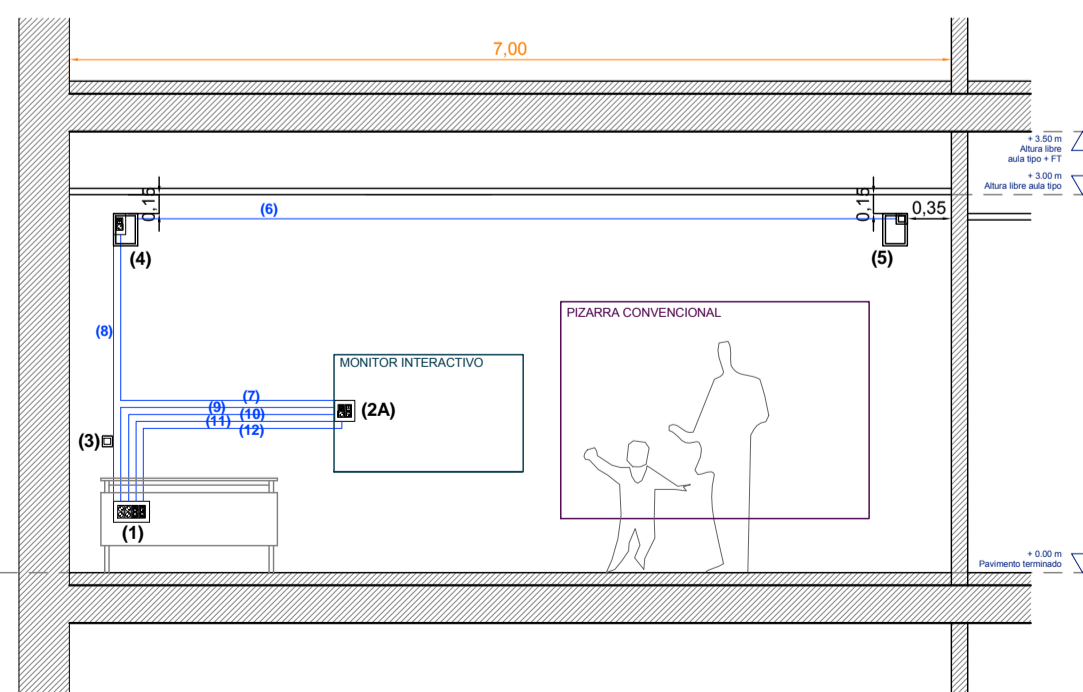 7,00
+ 3.50 m
Altura libre
aula tipo + FT
+ 3.00 m
Altura libre aula tipo
0,15
(6)
0,15
0,35
(4)
(5)
(8)
PIZARRA CONVENCIONAL
MONITOR INTERACTIVO
(7)
(9)
(10)
(2A)
(11)
(12)
(3)
(1)
+ 0.00 m
Pavimento terminado